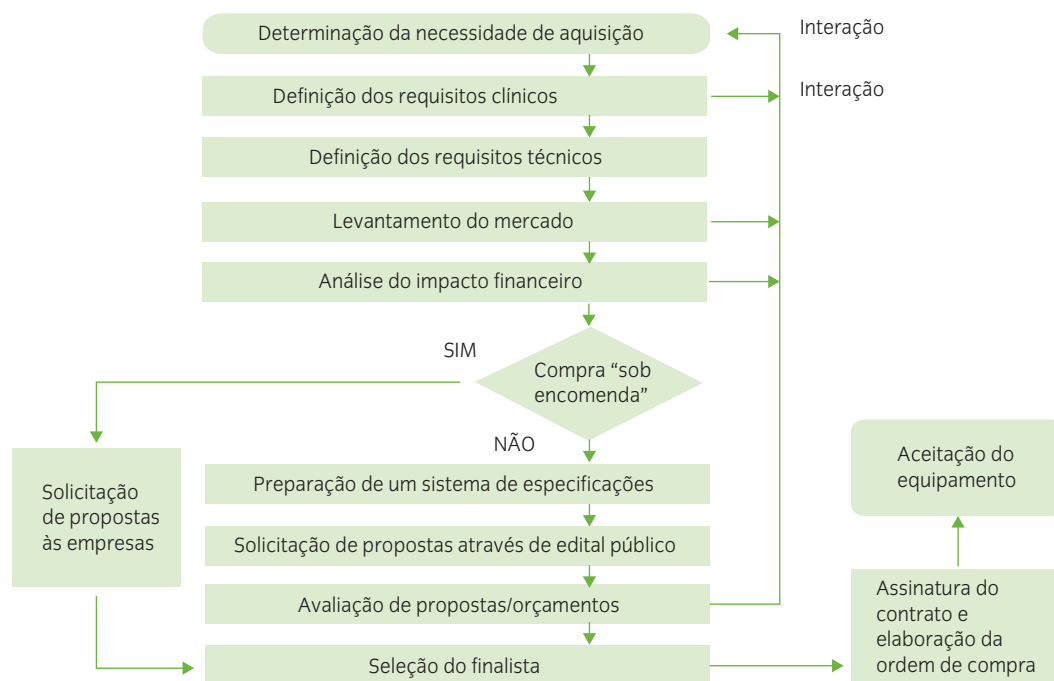 Determinação da necessidade de aquisição
Interação
Definição dos requisitos clínicos
Interação
Definição dos requisitos técnicos
Levantamento do mercado
Análise do impacto financeiro
SIM
Compra “sob
encomenda”
NÃO
Solicitação
de propostas
às empresas
Preparação de um sistema de especificações
Solicitação de propostas através de edital público
Avaliação de propostas/orçamentos
Seleção do finalista
Aceitação do
equipamento
Assinatura do
contrato e
elaboração da
ordem de compra